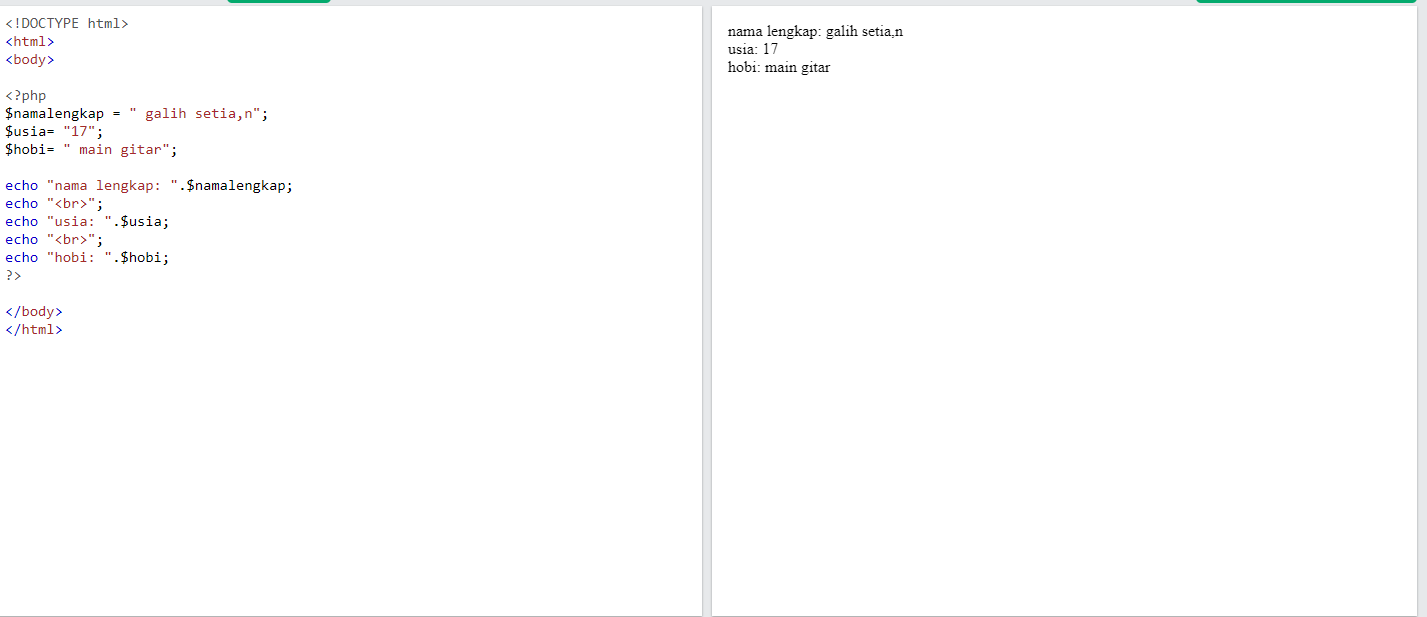 <!DOCTYPE html>
<html>
<body>
<?php
$namalengkap = " galih setia,n";
$usia= "17";
$hobi= " main gitar";
echo "nama lengkap: ".$namalengkap;
echo "<br>";
echo "usia: ".$usia;
echo "<br>";
echo "hobi: ".$hobi;
?>
</body>
</html>
nama lengkap: galih setia,n
usia: 17
hobi: main gitar